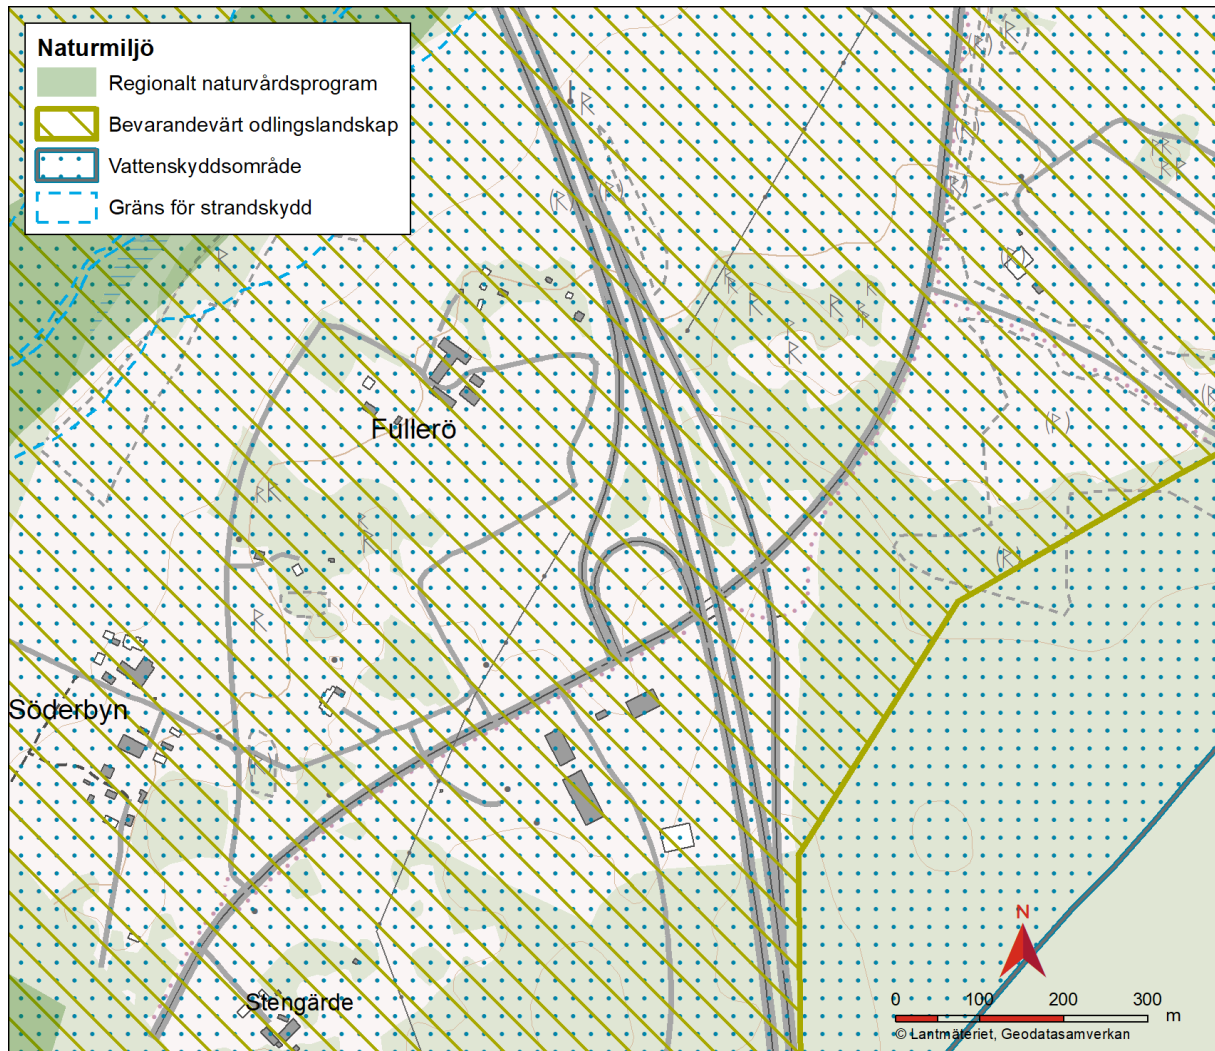 Naturmiljö
Regionalt naturvårdsprogram
Bevarandevärt odlingslandskap
Vattenskyddsområde
Gräns för strandskydd
Fullerö
Söderbyn
Stengärde
N
0 100 200 300
m
© Lantmäteriet, Geodatasamverkan